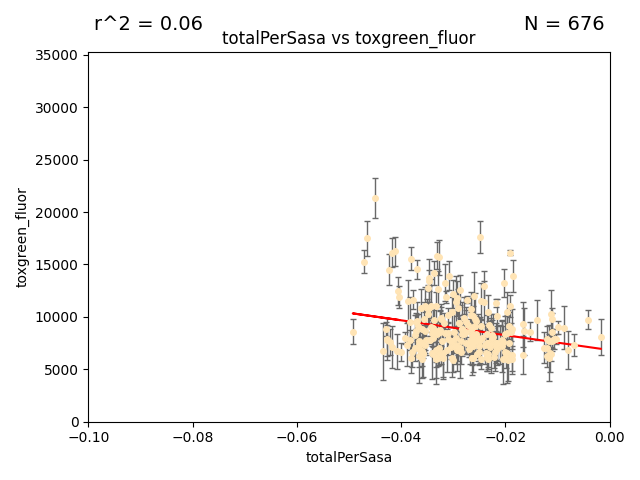 r^2 = 0.06
N = 676
totalPerSasa vs toxgreen_fluor
35000
30000
25000
20000
15000
10000
5000
0
toxgreen_fluor
−0.10
−0.08
−0.06
−0.04
−0.02
0.00
totalPerSasa